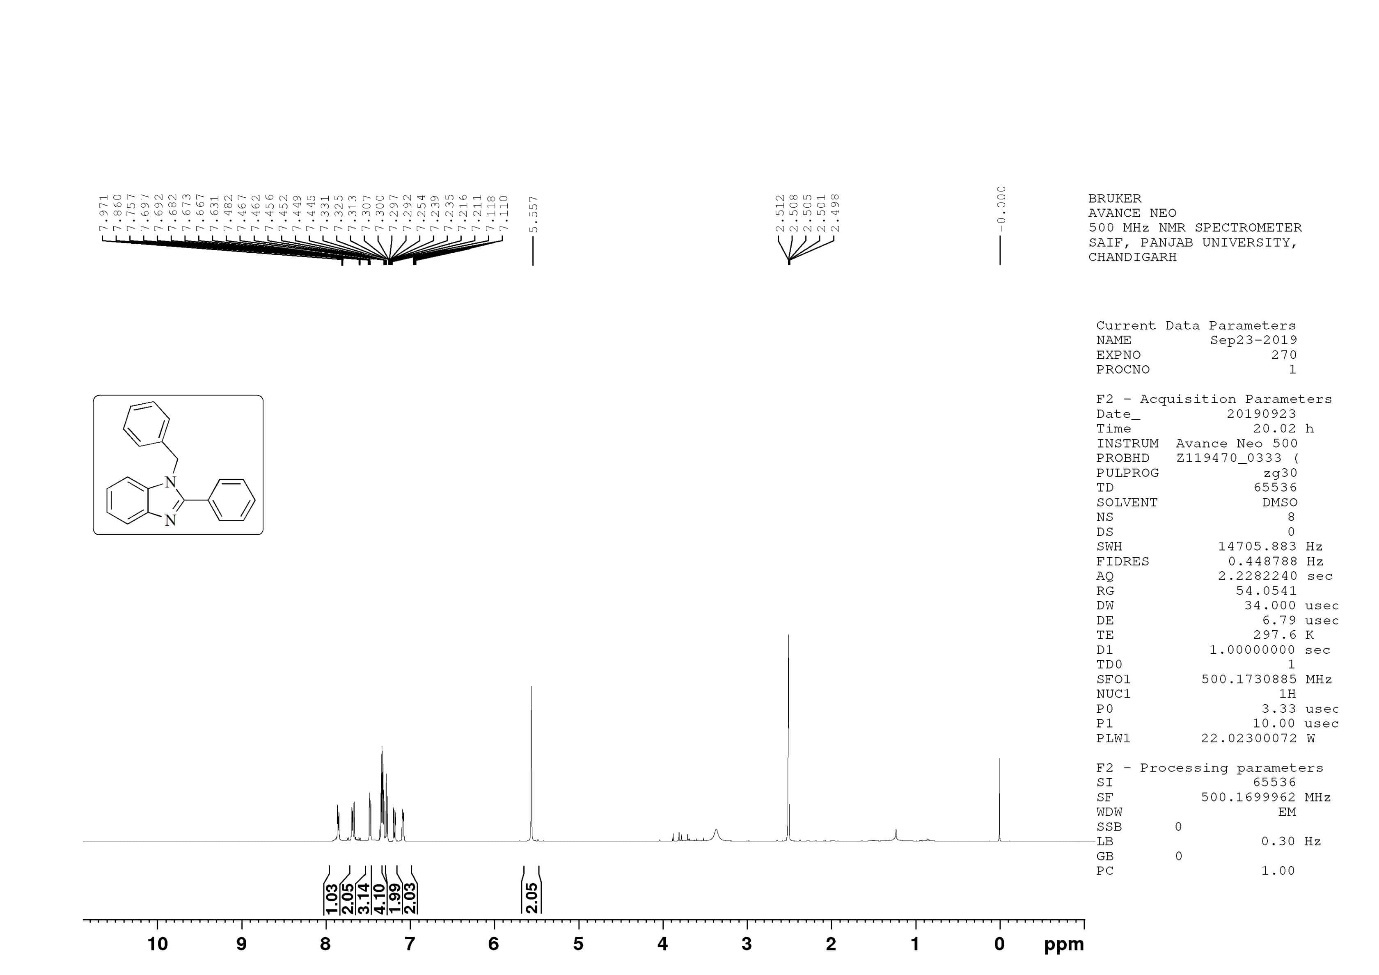 7.971
7.860
7.757
7.697
7.692
7.682
7.673
7.667
7.631
7.482
7.467
7.462
7.456
7.452
7.449
7.445
7.331
7.325
7.313
7.307
7.300
7.297
7.292
7.254
7.239
7.235
7.216
7.211
7.118
7.110
5.557
2.512
2.508
2.505
2.501
2.498
-0.000
BRUKER
AVANCE NEO
500 MHz NMR SPECTROMETER
SAIF, PANJAB UNIVERSITY,
CHANDIGARH
Current Data Parameters
NAME Sep23-2019
EXPNO 270
PROCNO 1
F2 - Acquisition Parameters
Date_ 20190923
Time 20.02 h
INSTRUM Avance Neo 500
PROBHD Z119470_0333 (
PULPROG zg30
TD 65536
SOLVENT DMSO
NS 8
DS 0
SWH 14705.883 Hz
FIDRES 0.448788 Hz
AQ 2.2282240 sec
RG 54.0541
DW 34.000 usec
DE 6.79 usec
TE 297.6 K
D1 1.00000000 sec
TD0 1
SFO1 500.1730885 MHz
NUC1 1H
P0 3.33 usec
P1 10.00 usec
PLW1 22.02300072 W
F2 - Processing parameters
SI 65536
SF 500.1699962 MHz
WDW EM
SSB 0
LB 0.30 Hz
GB 0
PC 1.00
N
N
1.03
2.05
3.14
4.10
1.99
2.03
2.05
10 9 8 7 6 5 4 3 2 1 0 ppm